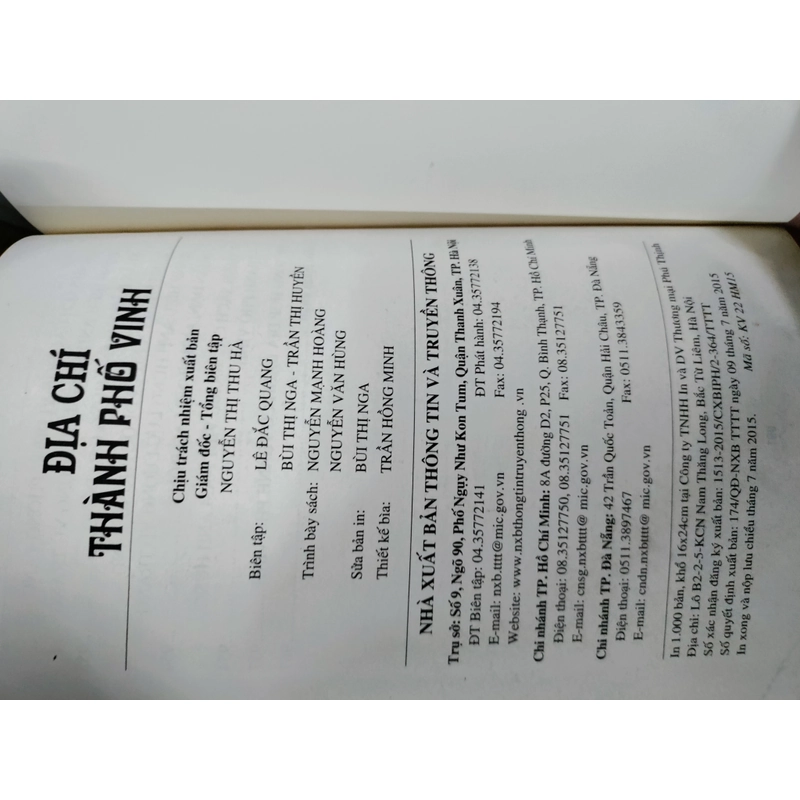 ĐỊA CHÍ
THÀNH PHỐ VINH
Chịu trách nhiệm xuất bản
Giám đốc - Tổng biên tập
NGUYỄN THỊ THU HÀ
Biên tập: LÊ ĐẮC QUANG
BÙI THỊ NGA - TRẦN THỊ HUYỀN
Trình bày sách: NGUYỄN MẠNH HOÀNG
NGUYỄN VĂN HÙNG
Sửa bản in: BÙI THỊ NGA
Thiết kế bìa: TRẦN HỒNG MINH
NHÀ XUẤT BẢN THÔNG TIN VÀ TRUYỀN THÔNG
Trụ sở: Số 9, Ngõ 90, Phố Ngụy Như Kon Tum, Quận Thanh Xuân, TP. Hà Nội
ĐT Biên tập: 04.35772141 ĐT Phát hành: 04.35772138
E-mail: nxb.tttt@mic.gov.vn Fax: 04.35772194
Website: www.nxbthongtintruyenthong .vn
Chi nhánh TP. Hồ Chí Minh: 8A đường D2, P25, Q. Bình Thạnh, TP. Hồ Chí Minh
Điện thoại: 08.35127750, 08.35127751 Fax: 08.35127751
E-mail: cnsg.nxbtttt@ mic.gov.vn
Chi nhánh TP. Đà Nẵng: 42 Trần Quốc Toản, Quận Hải Châu, TP. Đà Nẵng
Điện thoại: 0511.3897467 Fax: 0511.3843359
E-mail: cndn.nxbtttt@ mic.gov.vn
In 1.000 bản, khổ 16x24cm tại Công ty TNHH In và DV Thương mại Phú Thịnh
Địa chỉ: Lô B2-2-5-KCN Nam Thăng Long, Bắc Từ Liêm, Hà Nội
Số xác nhận đăng ký xuất bản: 1513-2015/CXBIPH/2-364/TTTT
Số quyết định xuất bản: 174/QĐ-NXB TTTT ngày 09 tháng 7 năm 2015
In xong và nộp lưu chiểu tháng 7 năm 2015. Mã số: KV 22 HM15